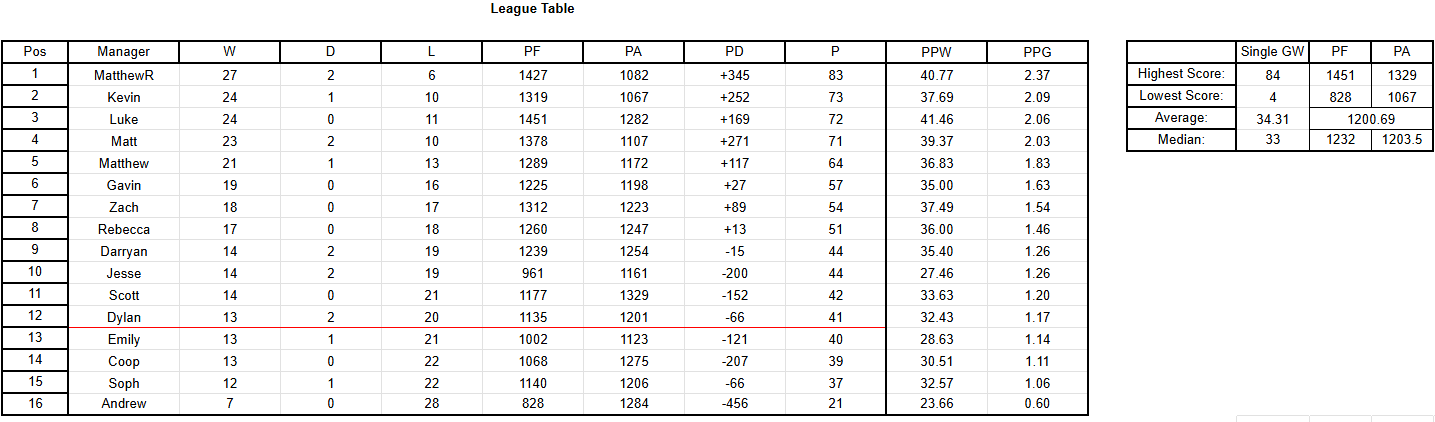 League Table
Pos Manager W D L PF PA PD P PPW PPG
1 MatthewR 27 2 6 1427 1082 +345 83 40.77 2.37
2 Kevin 24 1 10 1319 1067 +252 73 37.69 2.09
3 Luke 24 0 11 1451 1282 +169 72 41.46 2.06
4 Matt 23 2 10 1378 1107 +271 71 39.37 2.03
5 Matthew 21 1 13 1289 1172 +117 64 36.83 1.83
6 Gavin 19 0 16 1225 1198 +27 57 35.00 1.63
7 Zach 18 0 17 1312 1223 +89 54 37.49 1.54
8 Rebecca 17 0 18 1260 1247 +13 51 36.00 1.46
9 Darryan 14 2 19 1239 1254 -15 44 35.40 1.26
10 Jesse 14 2 19 961 1161 -200 44 27.46 1.26
11 Scott 14 0 21 1177 1329 -152 42 33.63 1.20
12 Dylan 13 2 20 1135 1201 -66 41 32.43 1.17
13 Emily 13 1 21 1002 1123 -121 40 28.63 1.14
14 Coop 13 0 22 1068 1275 -207 39 30.51 1.11
15 Soph 12 1 22 1140 1206 -66 37 32.57 1.06
16 Andrew 7 0 28 828 1284 -456 21 23.66 0.60
Single GW PF PA
Highest Score: 84 1451 1329
Lowest Score: 4 828 1067
Average: 34.31 1200.69
Median: 33 1232 1203.5